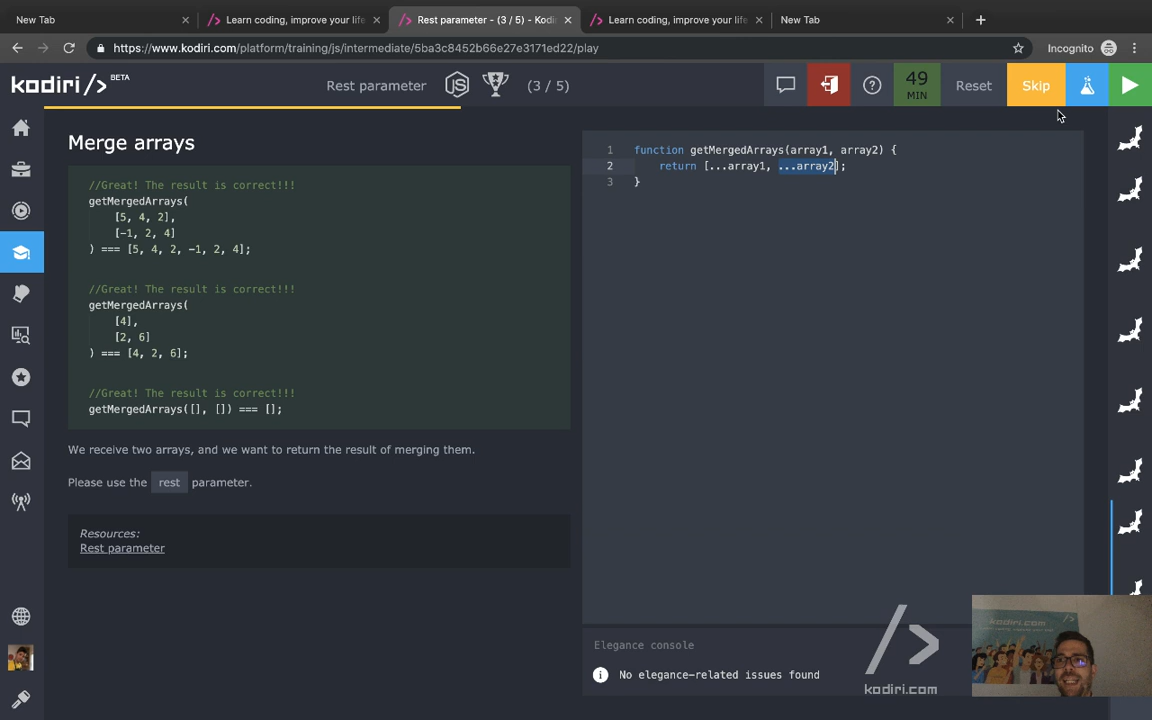 New Tab
Learn coding, improve your life
Rest parameter - (3 / 5) - Kodi
Learn coding, improve your life
New Tab
https://www.kodiri.com/platform/training/js/intermediate/5ba3c8452b66e27e3171ed22/play
Incognito
kodiri
BETA
Rest parameter
JS
(3 / 5)
49
MIN
Reset
Skip
Merge arrays
//Great! The result is correct!!!
getMergedArrays(
[5, 4, 2],
[-1, 2, 4]
) === [5, 4, 2, -1, 2, 4];
//Great! The result is correct!!!
getMergedArrays(
[4],
[2, 6]
) === [4, 2, 6];
//Great! The result is correct!!!
getMergedArrays([], []) === [];
We receive two arrays, and we want to return the result of merging them.
Please use the rest parameter.
Resources:
Rest parameter
1 function getMergedArrays(array1, array2) {
2 return [...array1, ...array2];
3 }
Elegance console
No elegance-related issues found
kodiri.com
kodiri.com